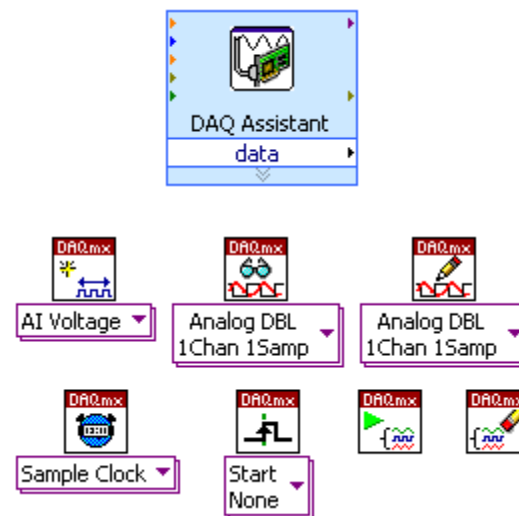 DAQ Assistant
data
DAQmx
DAQmx
DAQmx
AI Voltage
Analog DBL
1Chan 1Samp
Analog DBL
1Chan 1Samp
DAQmx
DAQmx
DAQmx
DAQmx
Sample Clock
Start
None